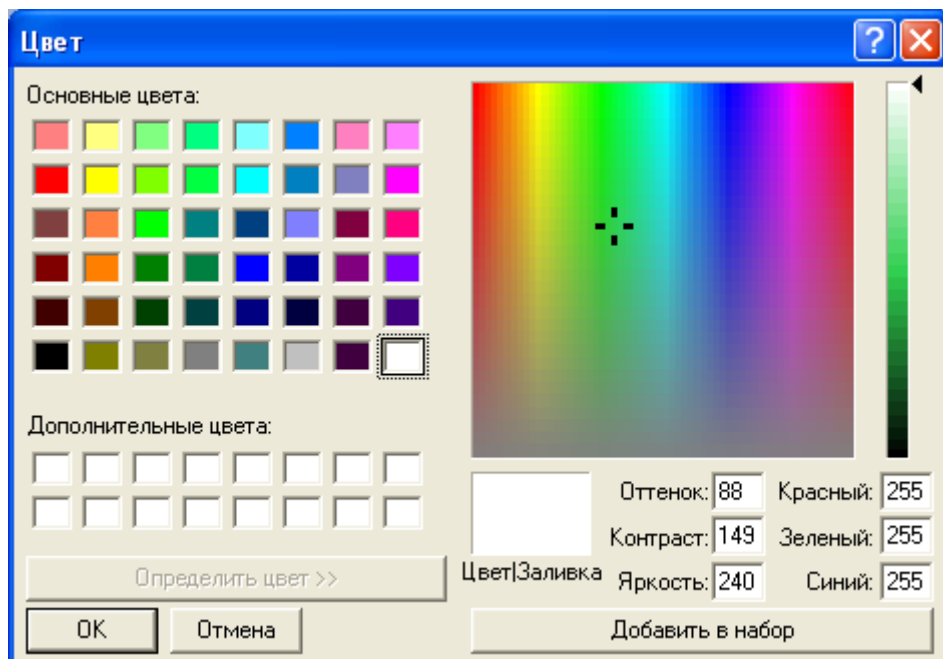 Цвет
Основные цвета:
Дополнительные цвета:
Определить цвет >>
OK
Отмена
Цвет|Заливка
Оттенок: 88
Контраст: 149
Яркость: 240
Красный: 255
Зеленый: 255
Синий: 255
Добавить в набор